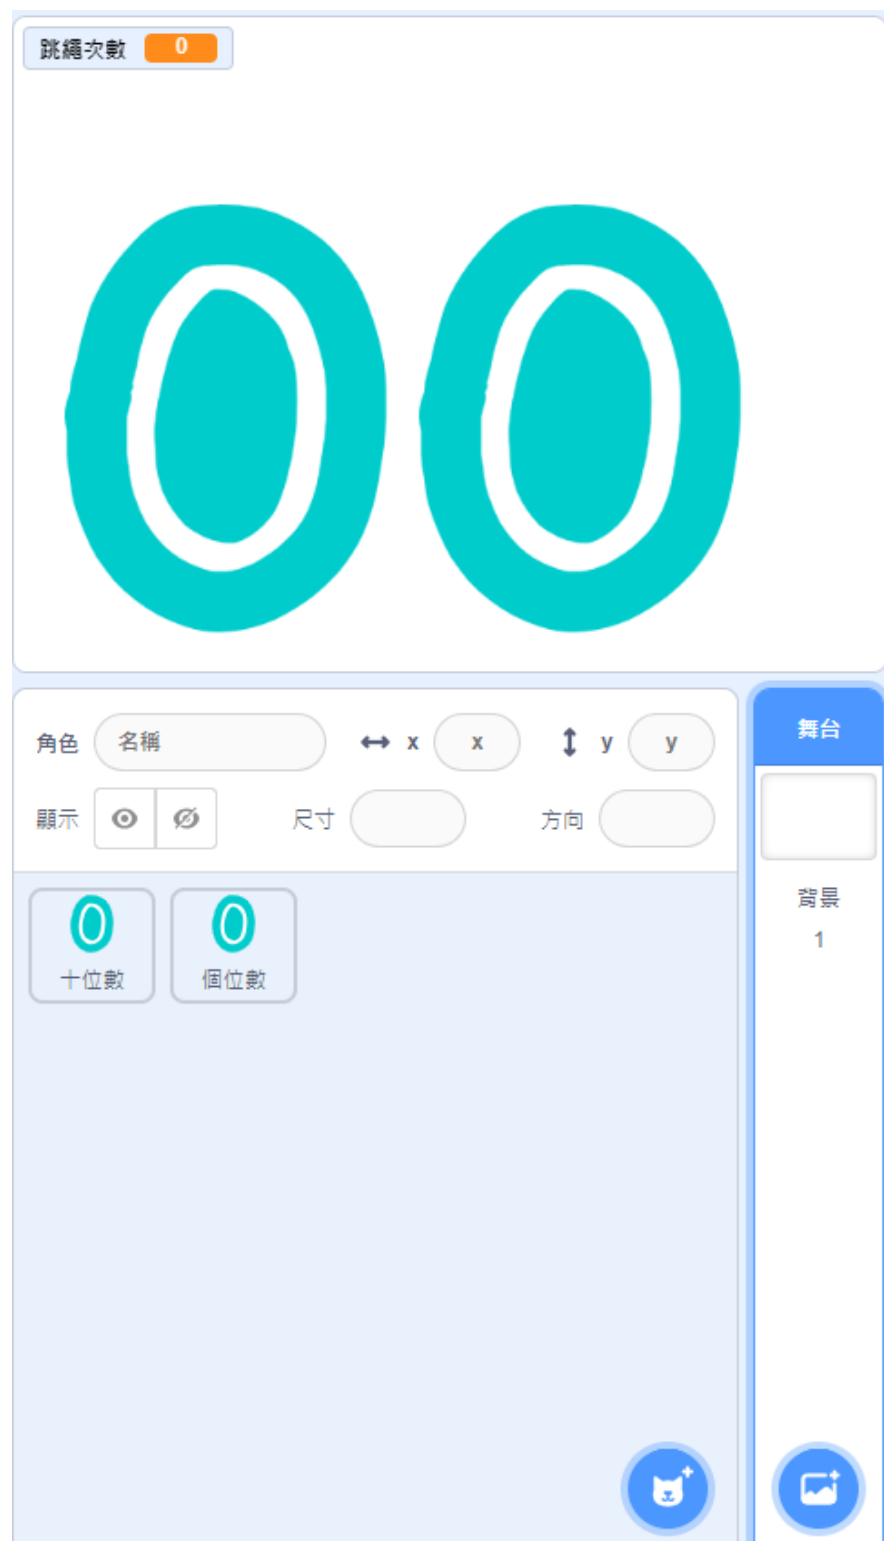 跳繩次數 0
00
角色 名稱 x x y y
顯示 尺寸 方向
舞台
背景
1
0 0
十位數 個位數